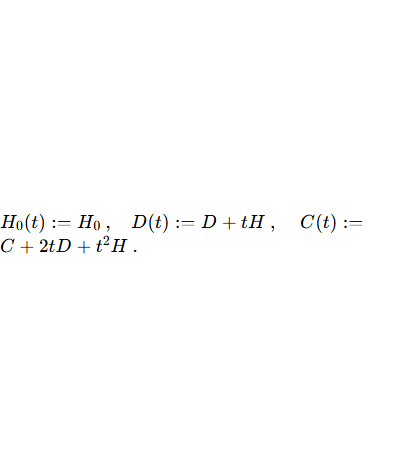 H₀(t) := H₀ , D(t) := D + tH , C(t) :=
C + 2tD + t²H .